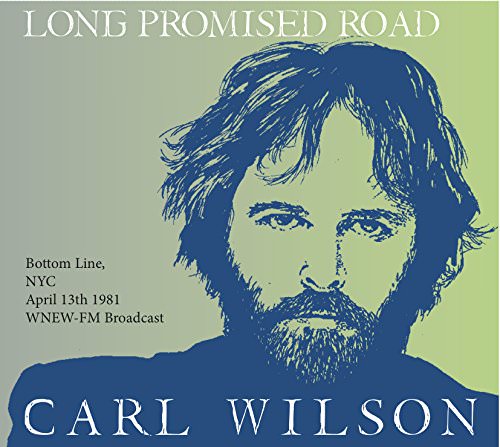 LONG PROMISED ROAD
Bottom Line,
NYC
April 13th 1981
WNEW-FM Broadcast
CARL WILSON